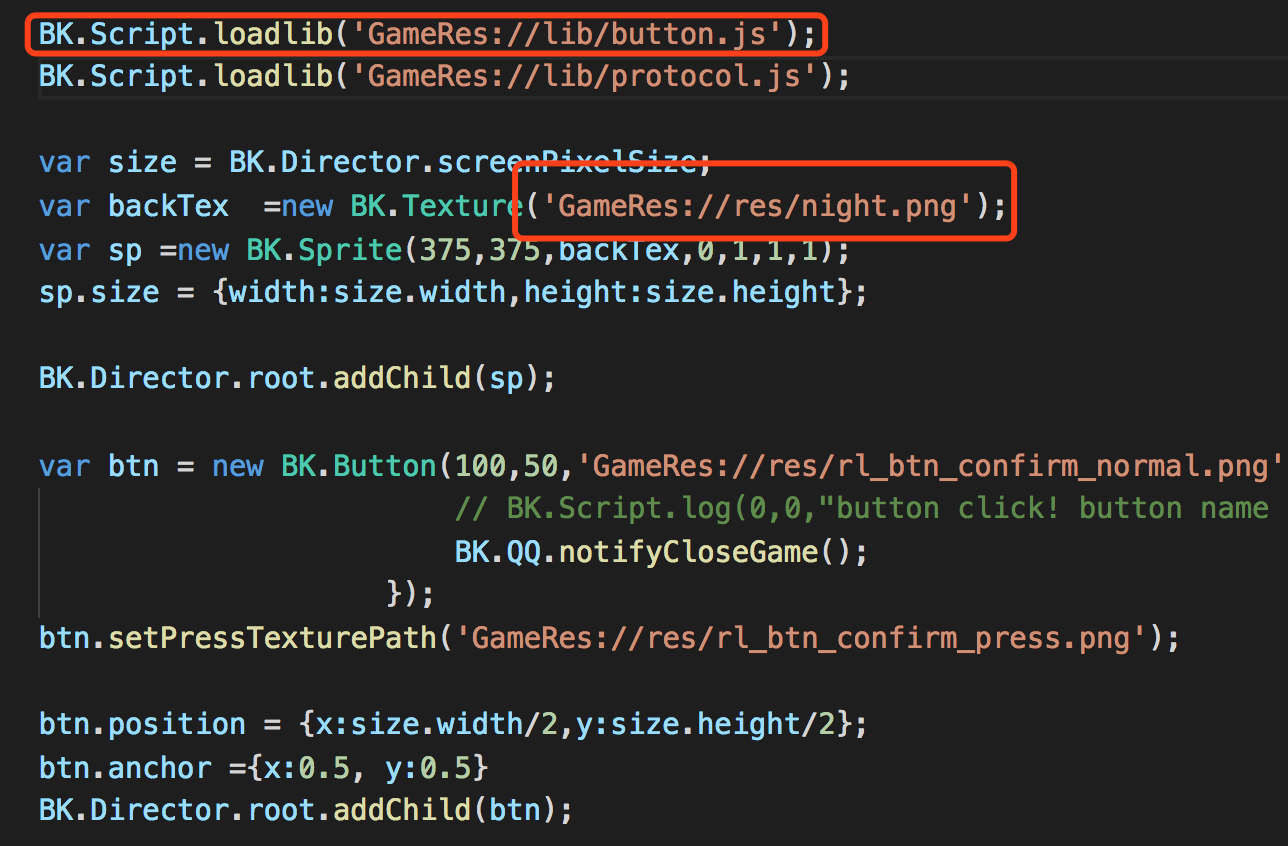 BK.Script.loadlib('GameRes://lib/button.js');
BK.Script.loadlib('GameRes://lib/protocol.js');
var size = BK.Director.screenPixelSize;
var backTex  =new BK.Texture('GameRes://res/night.png');
var sp =new BK.Sprite(375,375,backTex,0,1,1,1);
sp.size = {width:size.width,height:size.height};
BK.Director.root.addChild(sp);
var btn = new BK.Button(100,50,'GameRes://res/rl_btn_confirm_normal.png'
// BK.Script.log(0,0,"button click! button name
BK.QQ.notifyCloseGame();
});
btn.setPressTexturePath('GameRes://res/rl_btn_confirm_press.png');
btn.position = {x:size.width/2,y:size.height/2};
btn.anchor ={x:0.5, y:0.5}
BK.Director.root.addChild(btn);